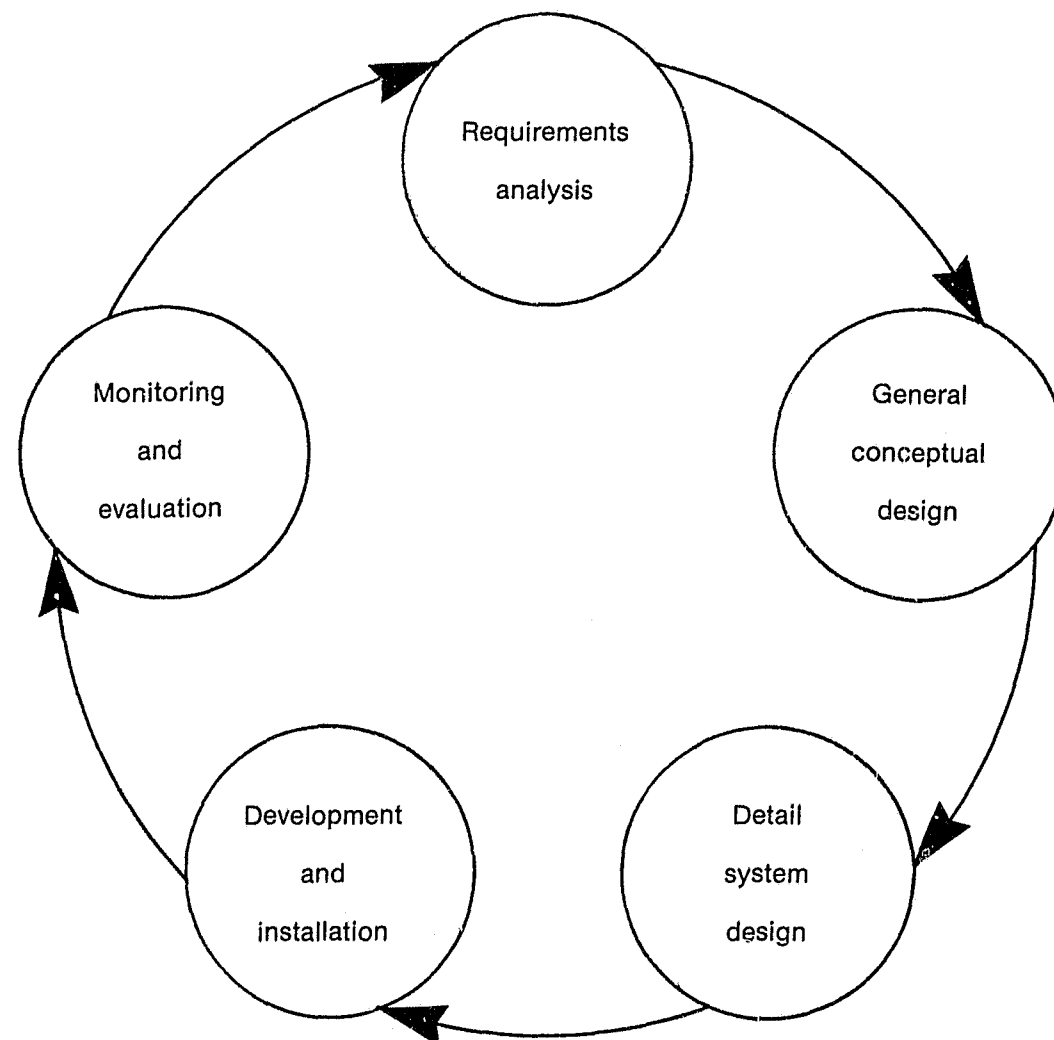 Requirements
analysis
General
conceptual
design
Detail
system
design
Development
and
installation
Monitoring
and
evaluation